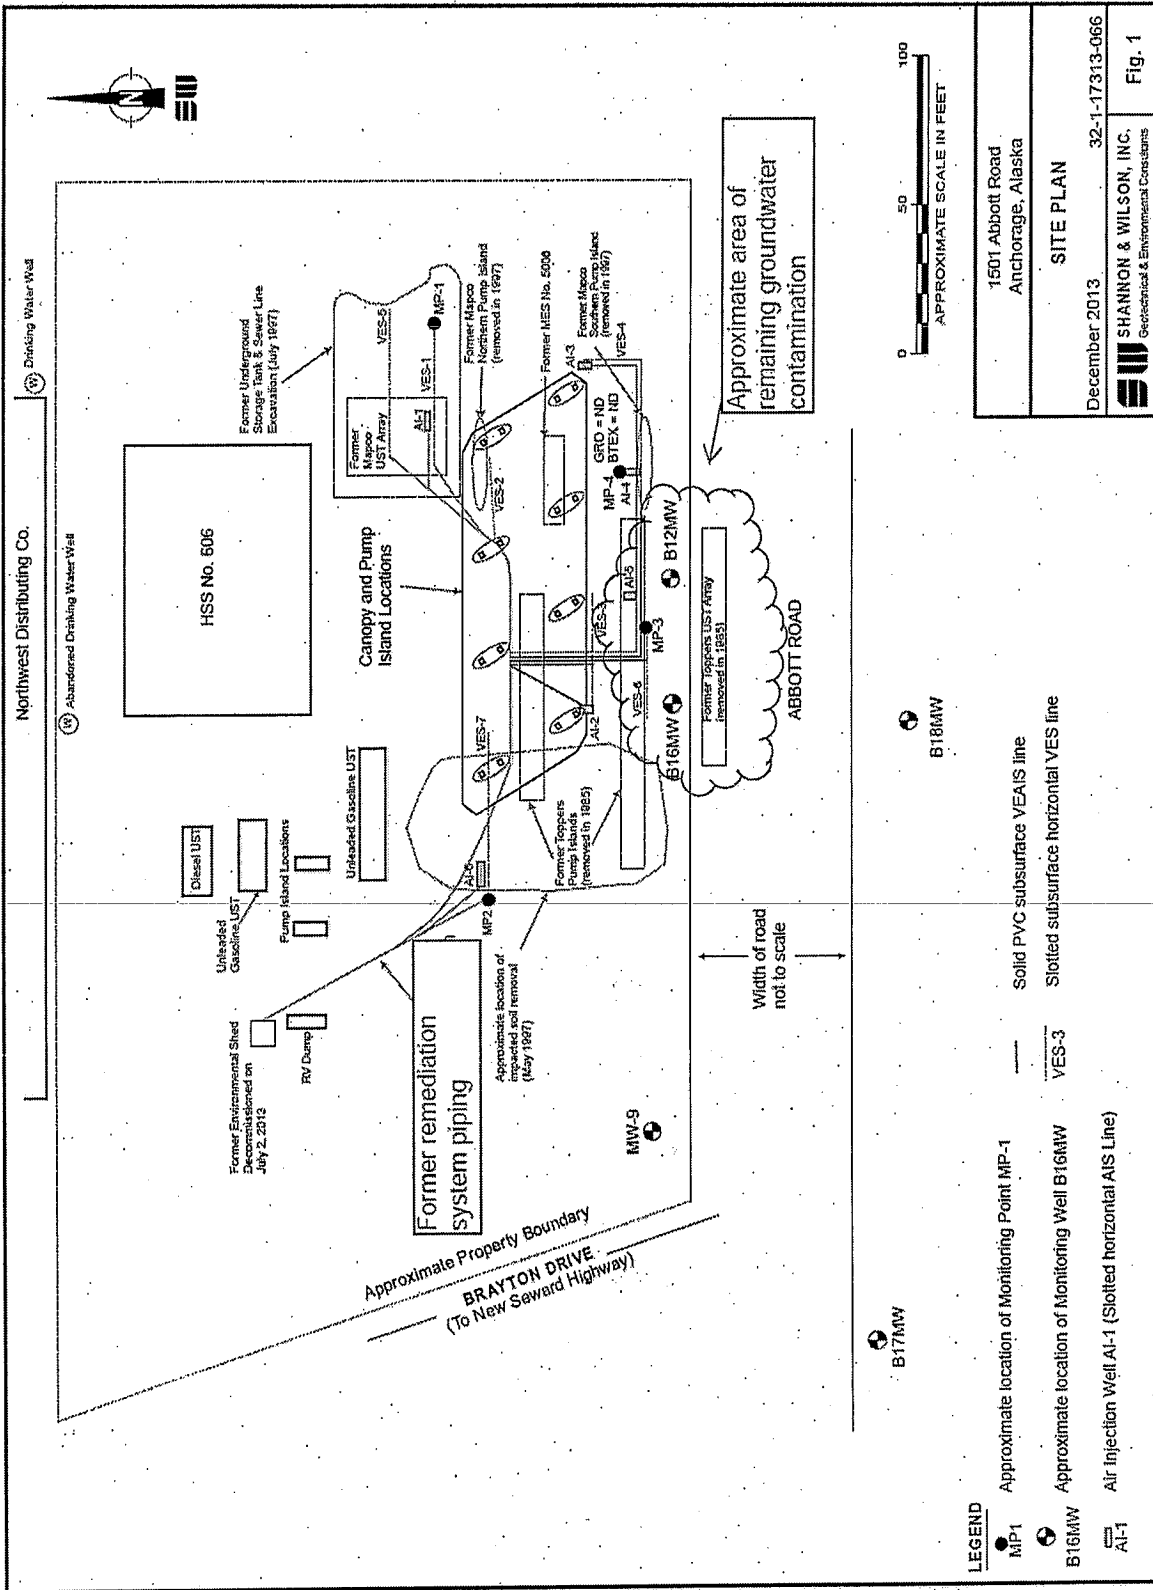 Northwest Distributing Co.
Drinking Water Well
W
Abandoned Drinking Water Well
W
N
HSS No. 606
Former Underground
Storage Tank & Sewer Line
Excavation (July 1997)
Diesel UST
Unleaded
Gasoline UST
Pump Island Locations
Unleaded Gasoline UST
Former Environmental Shed
Decommissioned on
July 2, 2013
RV Dump
Canopy and Pump
Island Locations
Former
Mapco
UST Array
AI-1
VES-1
VES-5
MP-1
Former Mapco
Northern Pump Island
(removed in 1997)
VES-2
Former MES No. 5008
Former Mapco
Southern Pump Island
(removed in 1997)
AI-3
VES-4
GRO = ND
BTEX = ND
MP-4
AI-4
VES-7
AI-6
MP2
AI-2
VES-3
AI-5
VES-6
MP-3
B12MW
B16MW
Former Toppers
Pump Islands
(removed in 1985)
Former Toppers UST Array
(removed in 1985)
Former remediation
system piping
Approximate location of
impacted soil removal
(May 1997)
Approximate area of
remaining groundwater
contamination
MW-9
Approximate Property Boundary
BRAYTON DRIVE
(To New Seward Highway)
ABBOTT ROAD
Width of road
not to scale
B17MW
B18MW
0 50 100
APPROXIMATE SCALE IN FEET
LEGEND
MP1 Approximate location of Monitoring Point MP-1
B16MW Approximate location of Monitoring Well B16MW
AI-1 Air Injection Well AI-1 (Slotted horizontal AIS Line)
Solid PVC subsurface VEAIS line
VES-3 Slotted subsurface horizontal VES line
1501 Abbott Road
Anchorage, Alaska
SITE PLAN
December 2013 32-1-17313-066
SHANNON & WILSON, INC.
Geotechnical & Environmental Consultants
Fig. 1